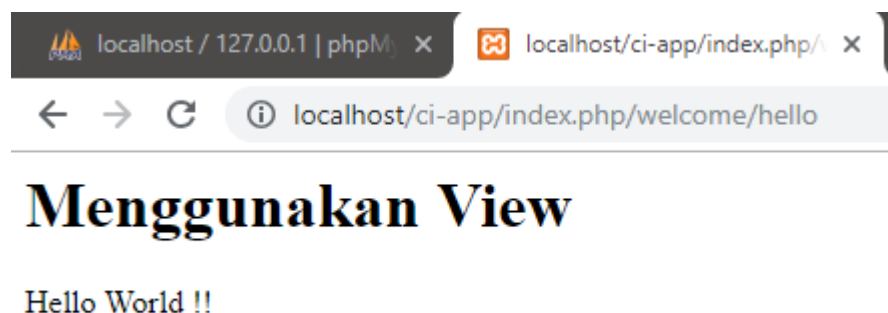 localhost / 127.0.0.1 | phpMy
localhost/ci-app/index.php/
localhost/ci-app/index.php/welcome/hello
Menggunakan View
Hello World !!